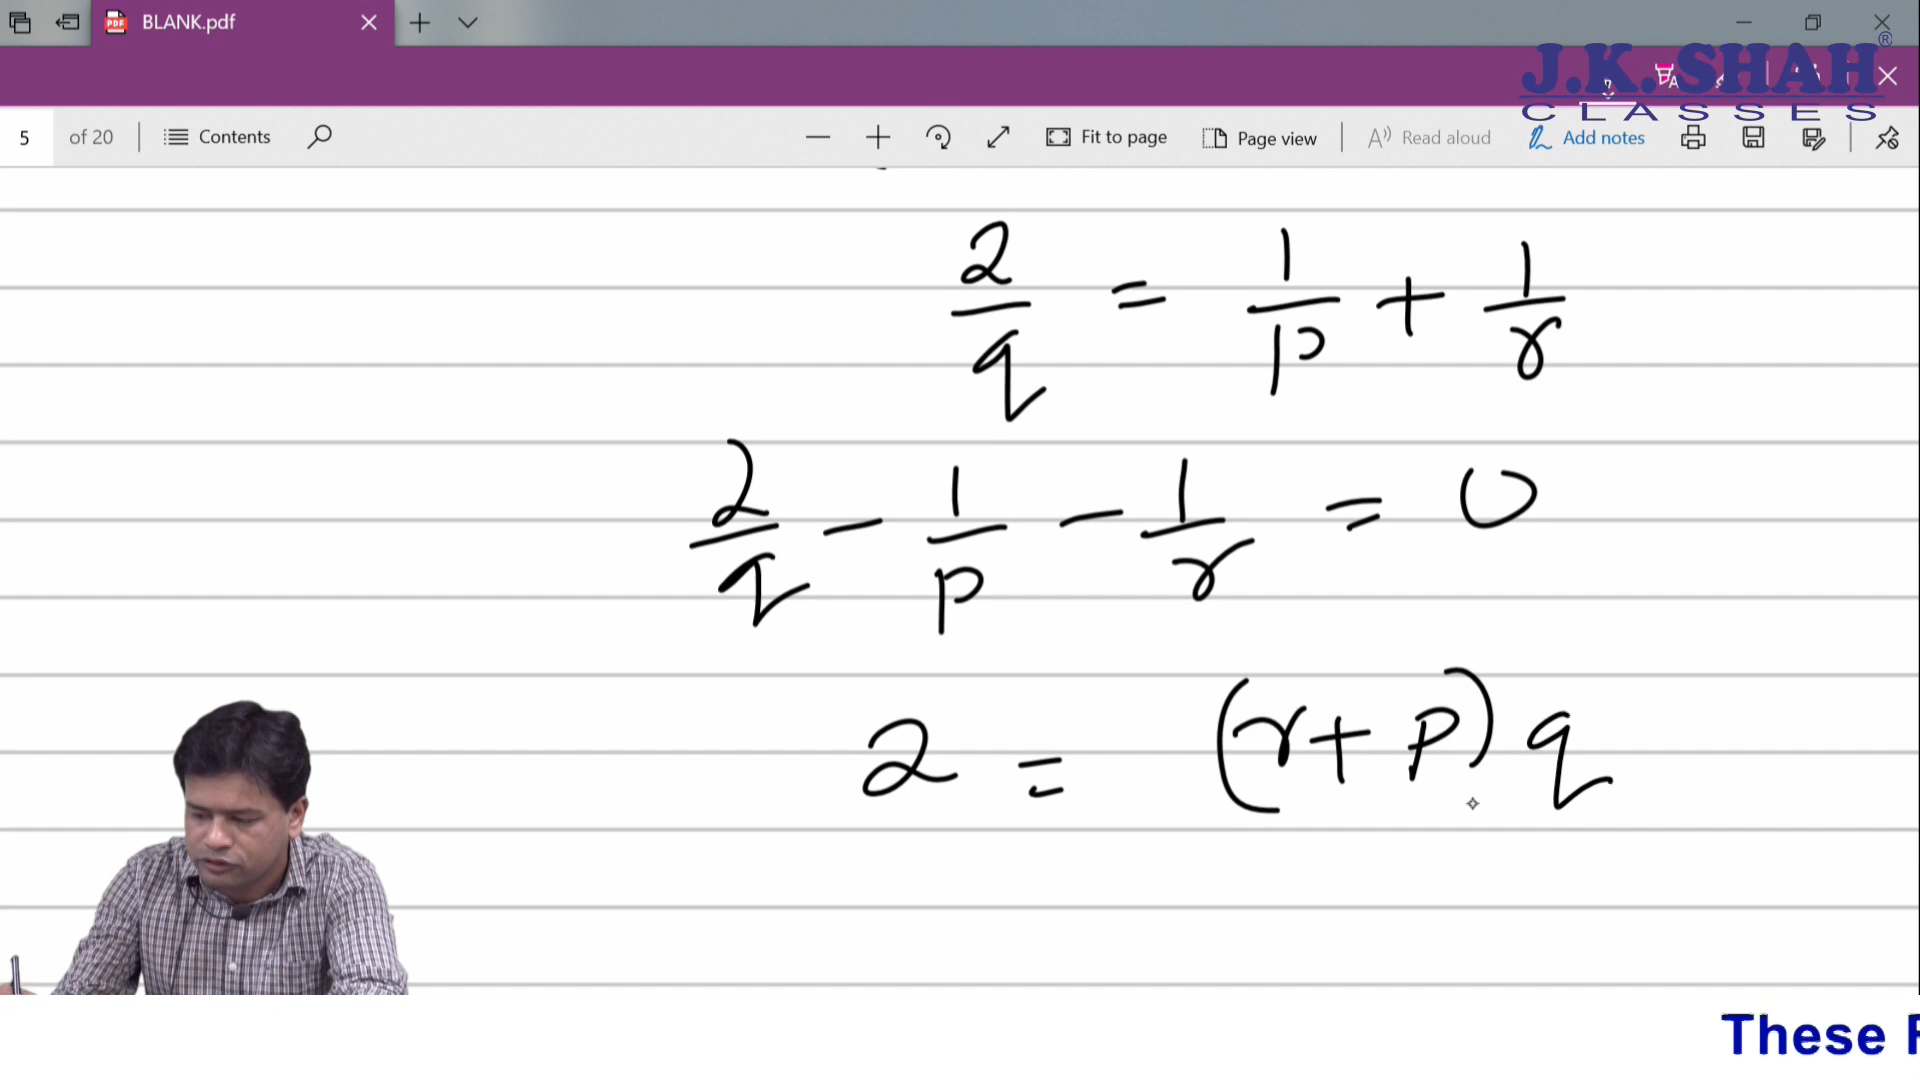 BLANK.pdf
J.K.SHAH®
CLASSES
5 of 20 Contents Fit to page Page view Read aloud Add notes
2/q = 1/p + 1/r
2/q - 1/p - 1/r = 0
2 = (r + p) q
These